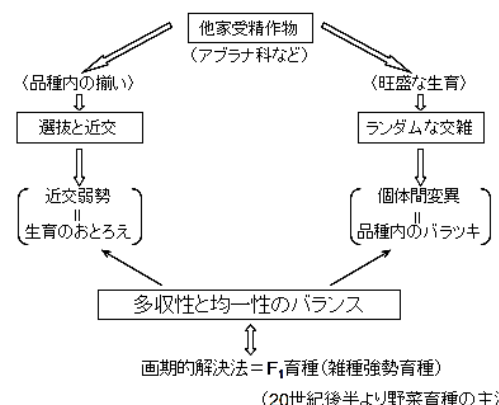 他家受精作物
(アブラナ科など)
〈品種内の揃い〉
〈旺盛な生育〉
選抜と近交
ランダムな交雑
近交弱勢
=
生育のおとろえ
個体間変異
=
品種内のバラツキ
多収性と均一性のバランス
画期的解決法=F₁育種(雑種強勢育種)
(20世紀後半より野菜育種の主